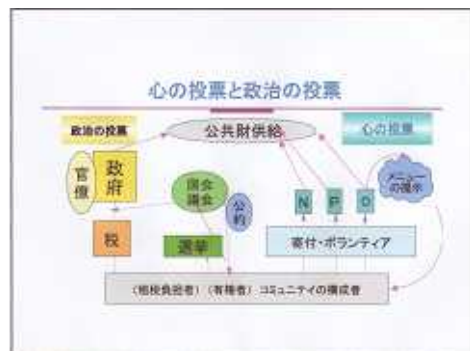 心の投票と政治の投票
政治の投票
公共財供給
心の投票
官僚
政府
国会
議会
公約
N
P
O
メニュー
の提示
税
選挙
寄付・ボランティア
(租税負担者) (有権者) コミュニテイの構成者